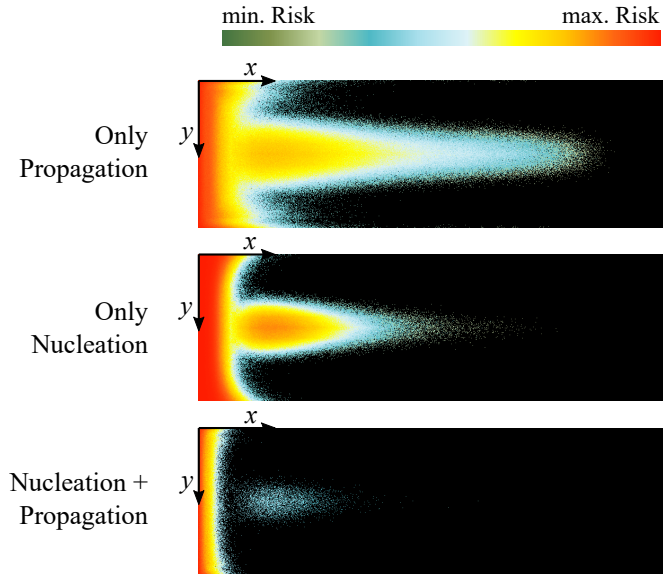 min. Risk
max. Risk
x
y
Only
Propagation
x
y
Only
Nucleation
x
y
Nucleation +
Propagation